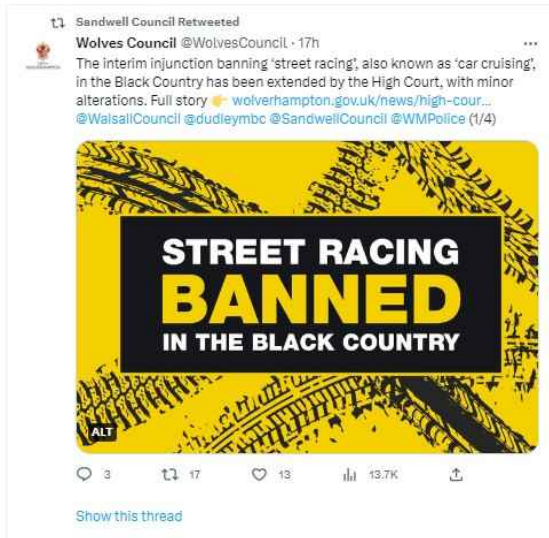 Sandwell Council Retweeted
Wolves Council @WolvesCouncil · 17h
The interim injunction banning ‘street racing’, also known as ‘car cruising’,
in the Black Country has been extended by the High Court, with minor
alterations. Full story 👉 wolverhampton.gov.uk/news/high-cour...
@WalsallCouncil @dudleymbc @SandwellCouncil @WMPolice (1/4)
STREET RACING
BANNED
IN THE BLACK COUNTRY
ALT
3 17 13 13.7K
Show this thread